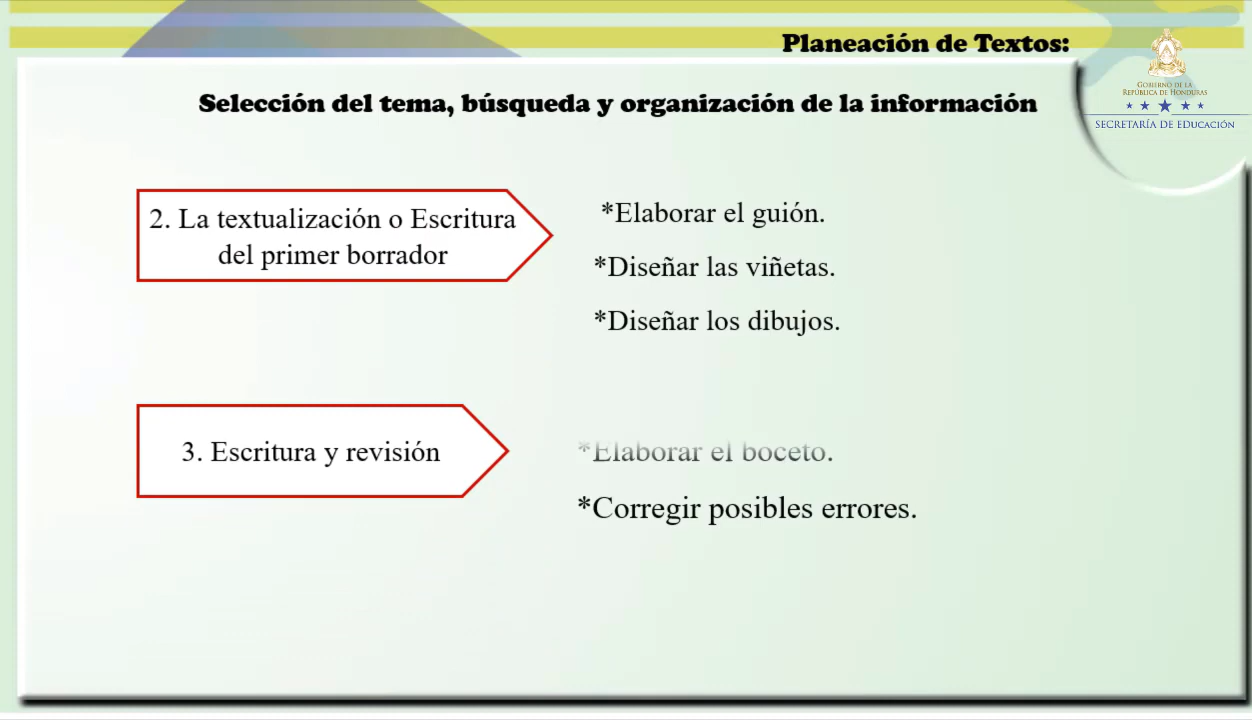 Planeación de Textos:
Selección del tema, búsqueda y organización de la información
GOBIERNO DE LA
REPÚBLICA DE HONDURAS
SECRETARÍA DE EDUCACIÓN
2. La textualización o Escritura
del primer borrador
*Elaborar el guión.
*Diseñar las viñetas.
*Diseñar los dibujos.
3. Escritura y revisión
*Elaborar el boceto.
*Corregir posibles errores.